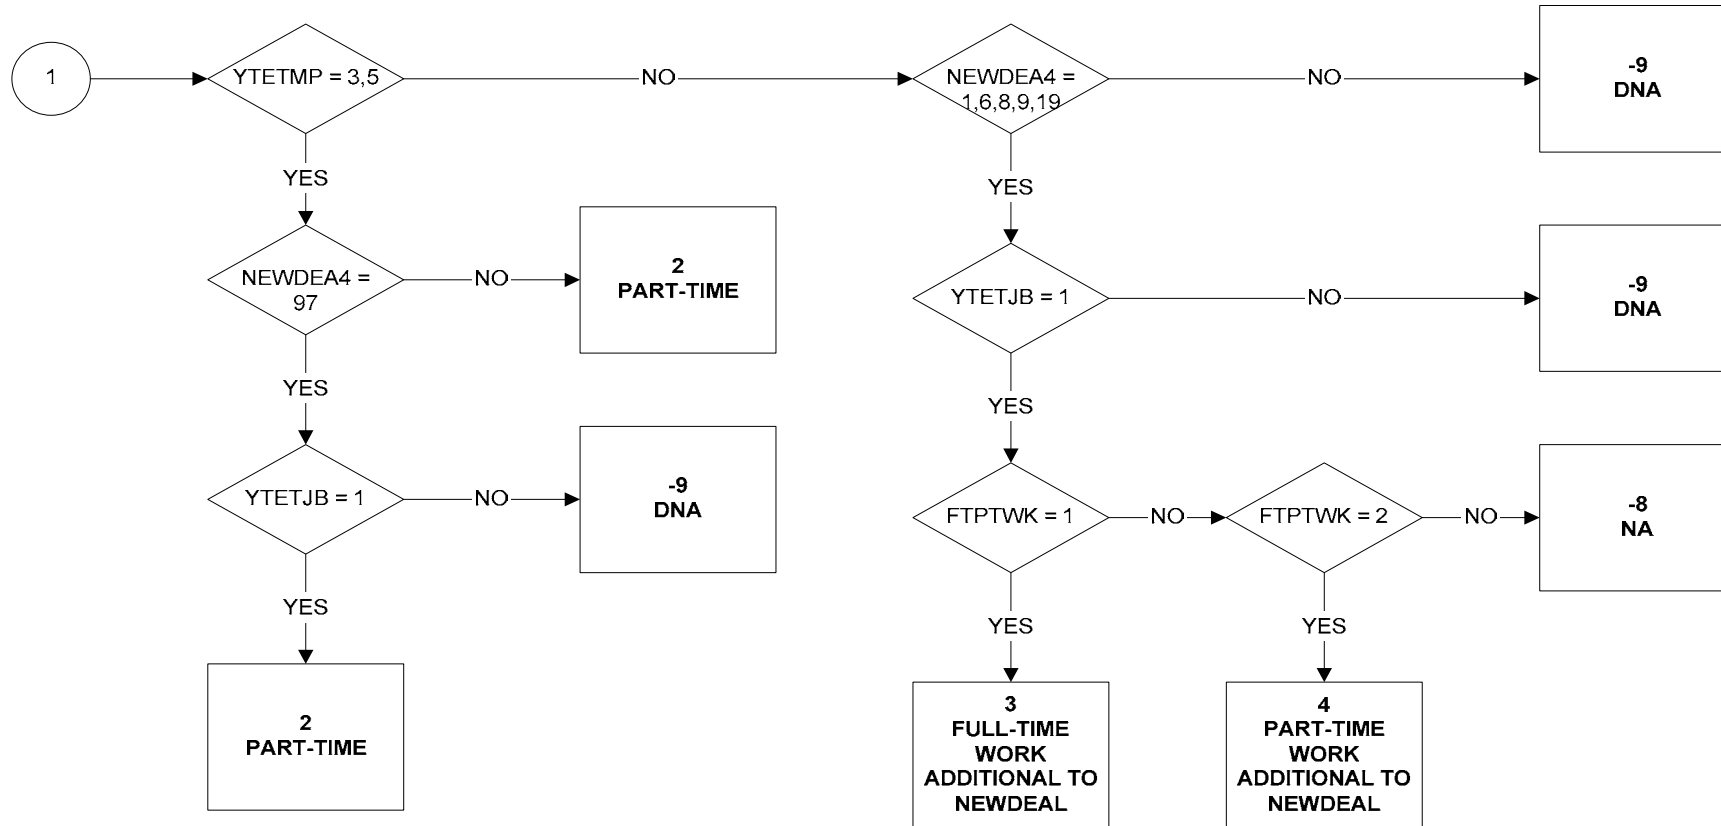 1
YTETMP = 3,5
NO
NEWDEA4 =
1,6,8,9,19
NO
-9
DNA
YES
YES
NEWDEA4 =
97
NO
2
PART-TIME
YTETJB = 1
NO
-9
DNA
YES
YES
YTETJB = 1
NO
-9
DNA
FTPTWK = 1
NO
FTPTWK = 2
NO
-8
NA
YES
YES
YES
2
PART-TIME
3
FULL-TIME
WORK
ADDITIONAL TO
NEWDEAL
4
PART-TIME
WORK
ADDITIONAL TO
NEWDEAL